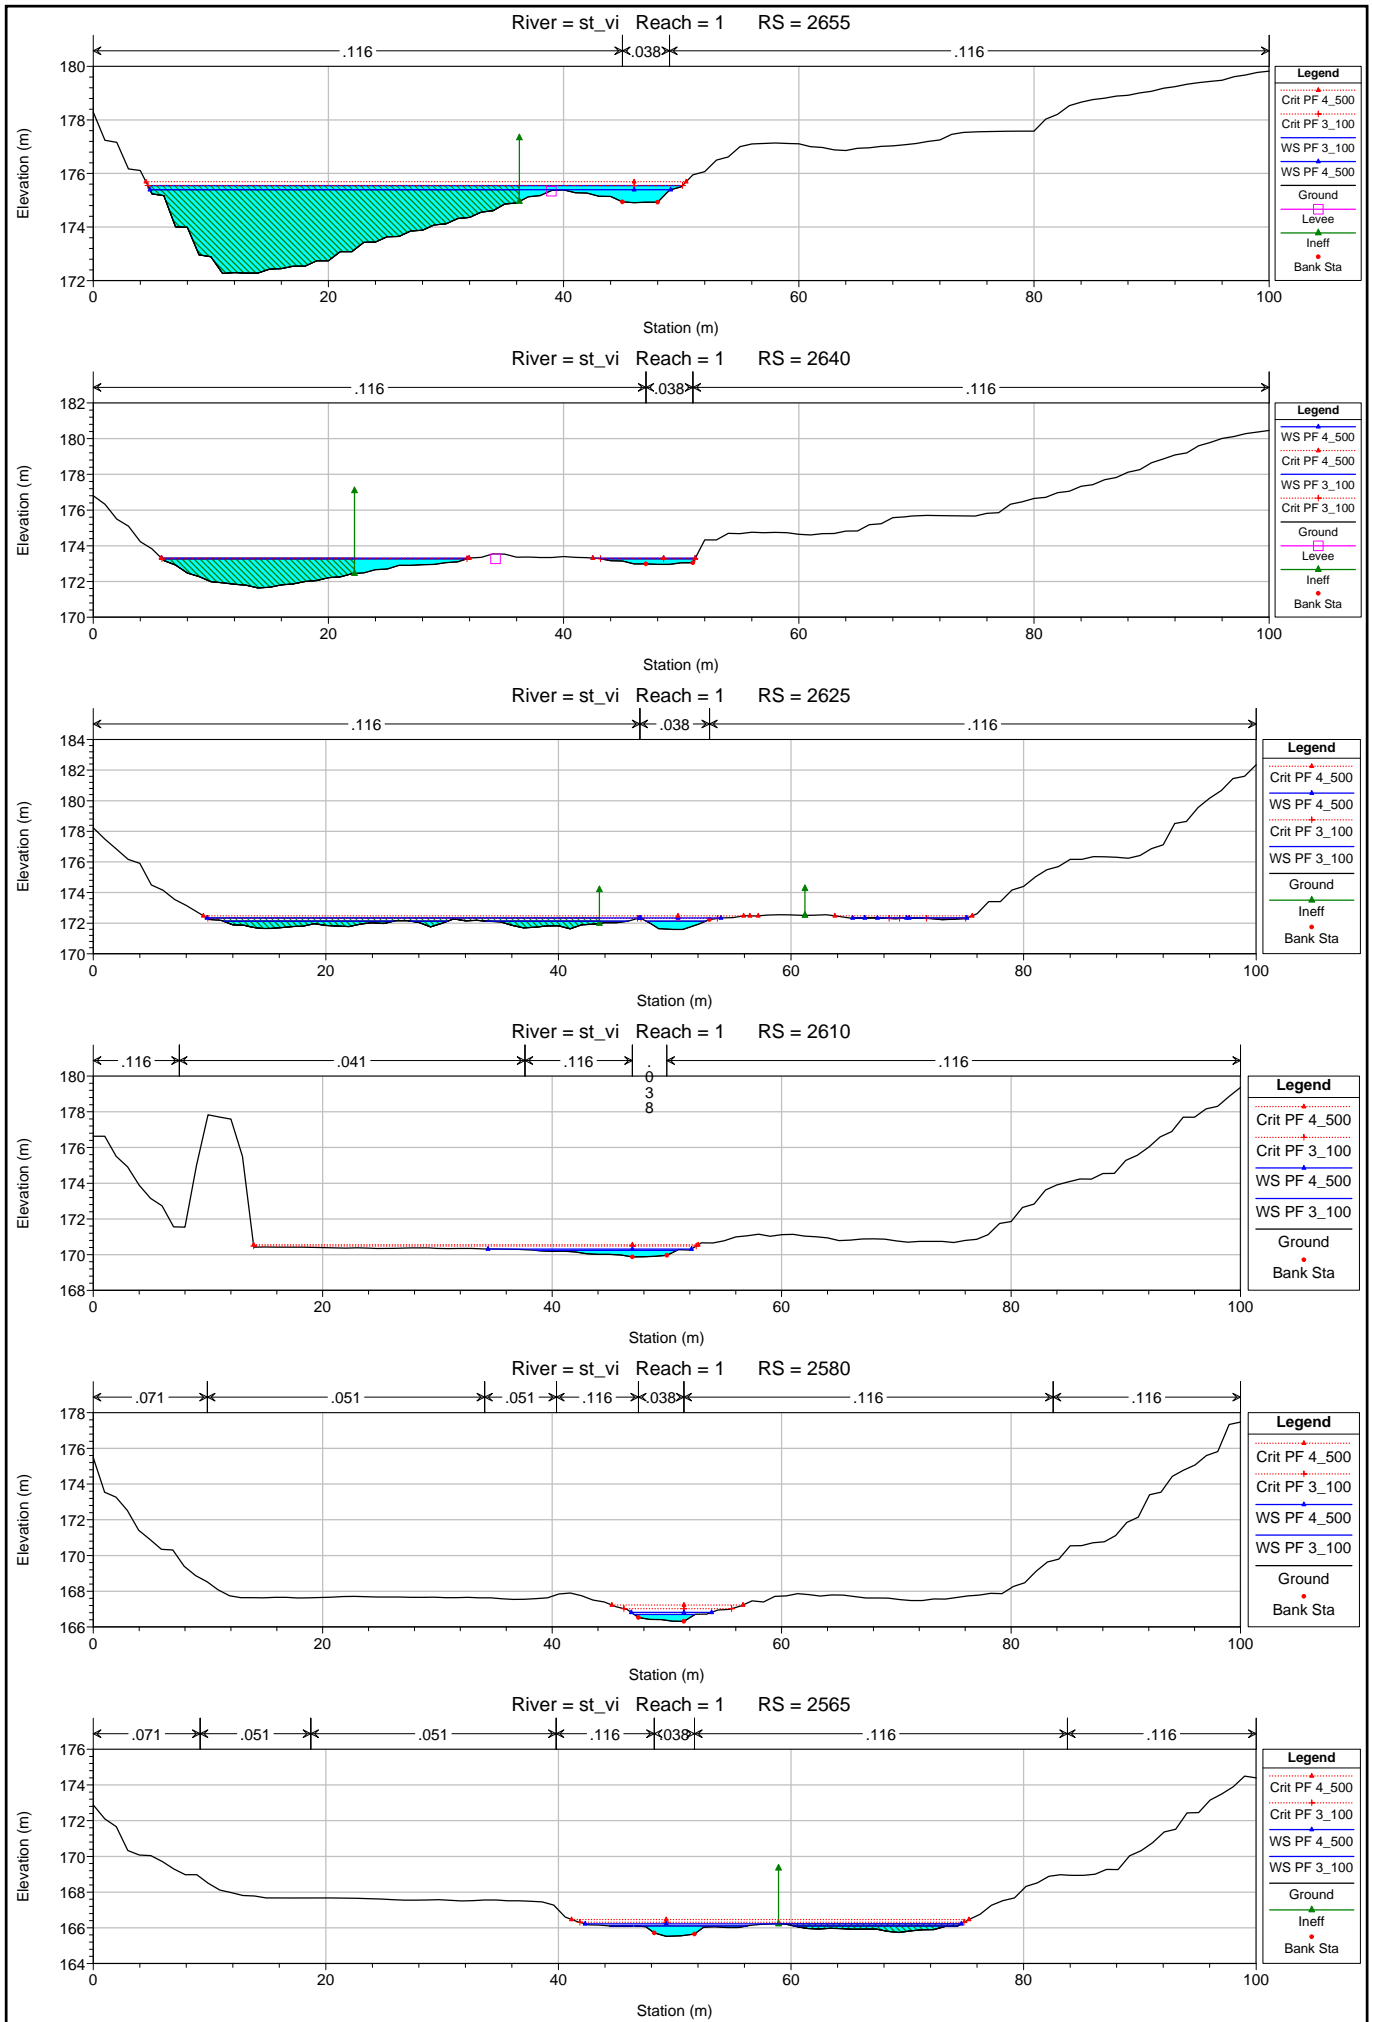 River = st_vi Reach = 1 RS = 2655
.116 .038 .116
180
178
176
174
172
Elevation (m)
0 20 40 60 80 100
Station (m)
Legend
Crit PF 4_500
Crit PF 3_100
WS PF 3_100
WS PF 4_500
Ground
Levee
Ineff
Bank Sta
River = st_vi Reach = 1 RS = 2640
.116 .038 .116
182
180
178
176
174
172
170
Elevation (m)
0 20 40 60 80 100
Station (m)
Legend
WS PF 4_500
Crit PF 4_500
WS PF 3_100
Crit PF 3_100
Ground
Levee
Ineff
Bank Sta
River = st_vi Reach = 1 RS = 2625
.116 .038 .116
184
182
180
178
176
174
172
170
Elevation (m)
0 20 40 60 80 100
Station (m)
Legend
Crit PF 4_500
WS PF 4_500
Crit PF 3_100
WS PF 3_100
Ground
Ineff
Bank Sta
River = st_vi Reach = 1 RS = 2610
.116 .041 .116 .038 .116
180
178
176
174
172
170
168
Elevation (m)
0 20 40 60 80 100
Station (m)
Legend
Crit PF 4_500
Crit PF 3_100
WS PF 4_500
WS PF 3_100
Ground
Bank Sta
River = st_vi Reach = 1 RS = 2580
.071 .051 .051 .116 .038 .116 .116
178
176
174
172
170
168
166
Elevation (m)
0 20 40 60 80 100
Station (m)
Legend
Crit PF 4_500
Crit PF 3_100
WS PF 4_500
WS PF 3_100
Ground
Bank Sta
River = st_vi Reach = 1 RS = 2565
.071 .051 .051 .116 .038 .116 .116
176
174
172
170
168
166
164
Elevation (m)
0 20 40 60 80 100
Station (m)
Legend
Crit PF 4_500
Crit PF 3_100
WS PF 4_500
WS PF 3_100
Ground
Ineff
Bank Sta